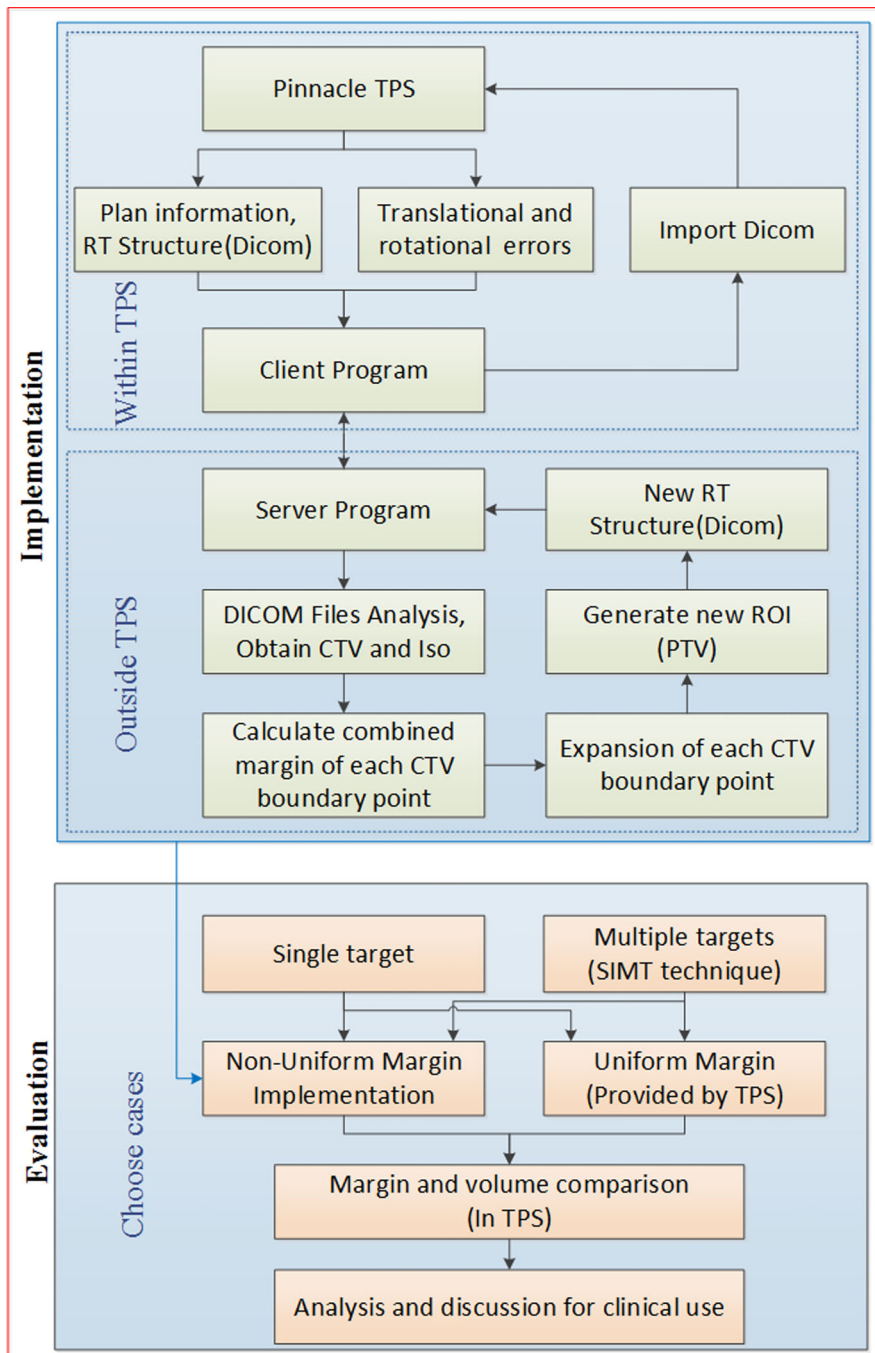 Implementation
Within TPS
Pinnacle TPS
Plan information,
RT Structure(Dicom)
Translational and
rotational errors
Import Dicom
Client Program
Outside TPS
Server Program
New RT
Structure(Dicom)
DICOM Files Analysis,
Obtain CTV and Iso
Generate new ROI
(PTV)
Calculate combined
margin of each CTV
boundary point
Expansion of each CTV
boundary point
Evaluation
Choose cases
Single target
Multiple targets
(SIMT technique)
Non-Uniform Margin
Implementation
Uniform Margin
(Provided by TPS)
Margin and volume comparison
(In TPS)
Analysis and discussion for clinical use